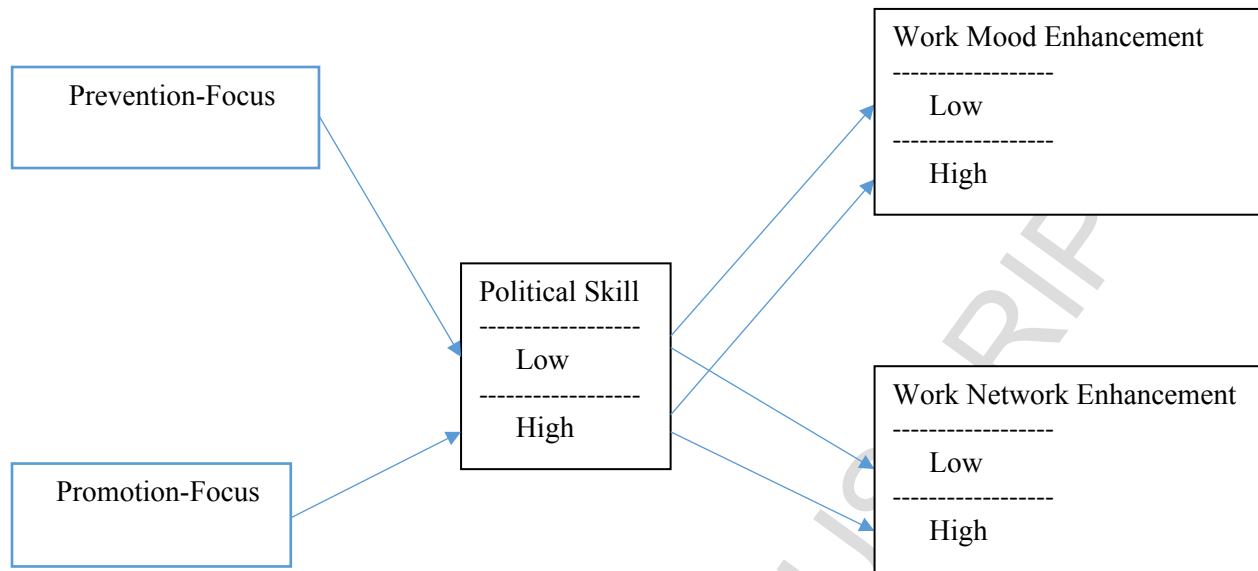 Prevention-Focus
Promotion-Focus
Political Skill
-------------------
Low
-------------------
High
Work Mood Enhancement
-------------------
Low
-------------------
High
Work Network Enhancement
-------------------
Low
-------------------
High